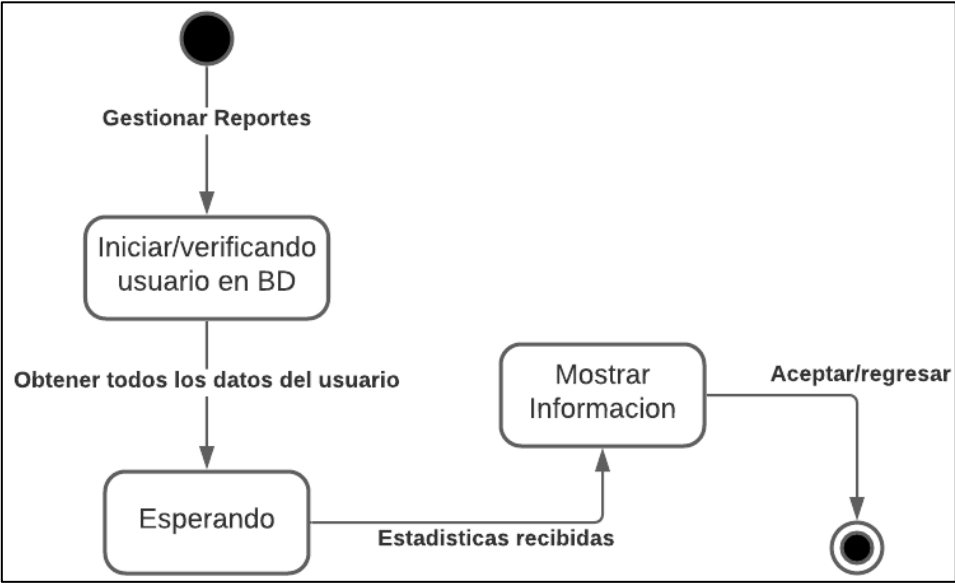 Gestionar Reportes
Iniciar/verificando
usuario en BD
Obtener todos los datos del usuario
Esperando
Estadisticas recibidas
Mostrar
Informacion
Aceptar/regresar